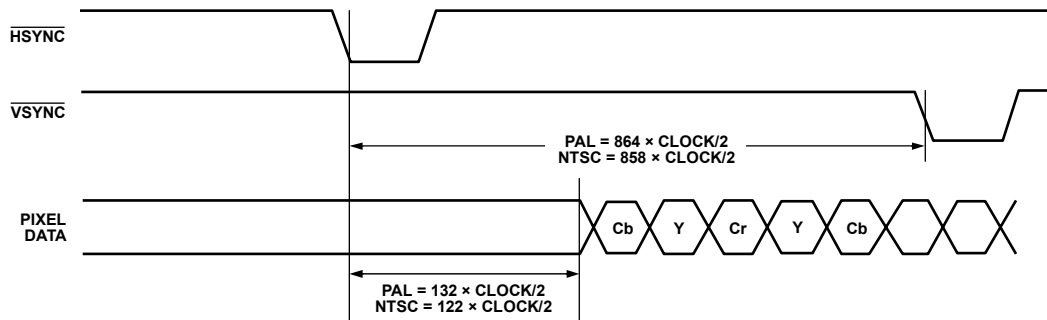 HSYNC
VSYNC
PAL = 864 × CLOCK/2
NTSC = 858 × CLOCK/2
PIXEL
DATA
Cb Y Cr Y Cb
PAL = 132 × CLOCK/2
NTSC = 122 × CLOCK/2